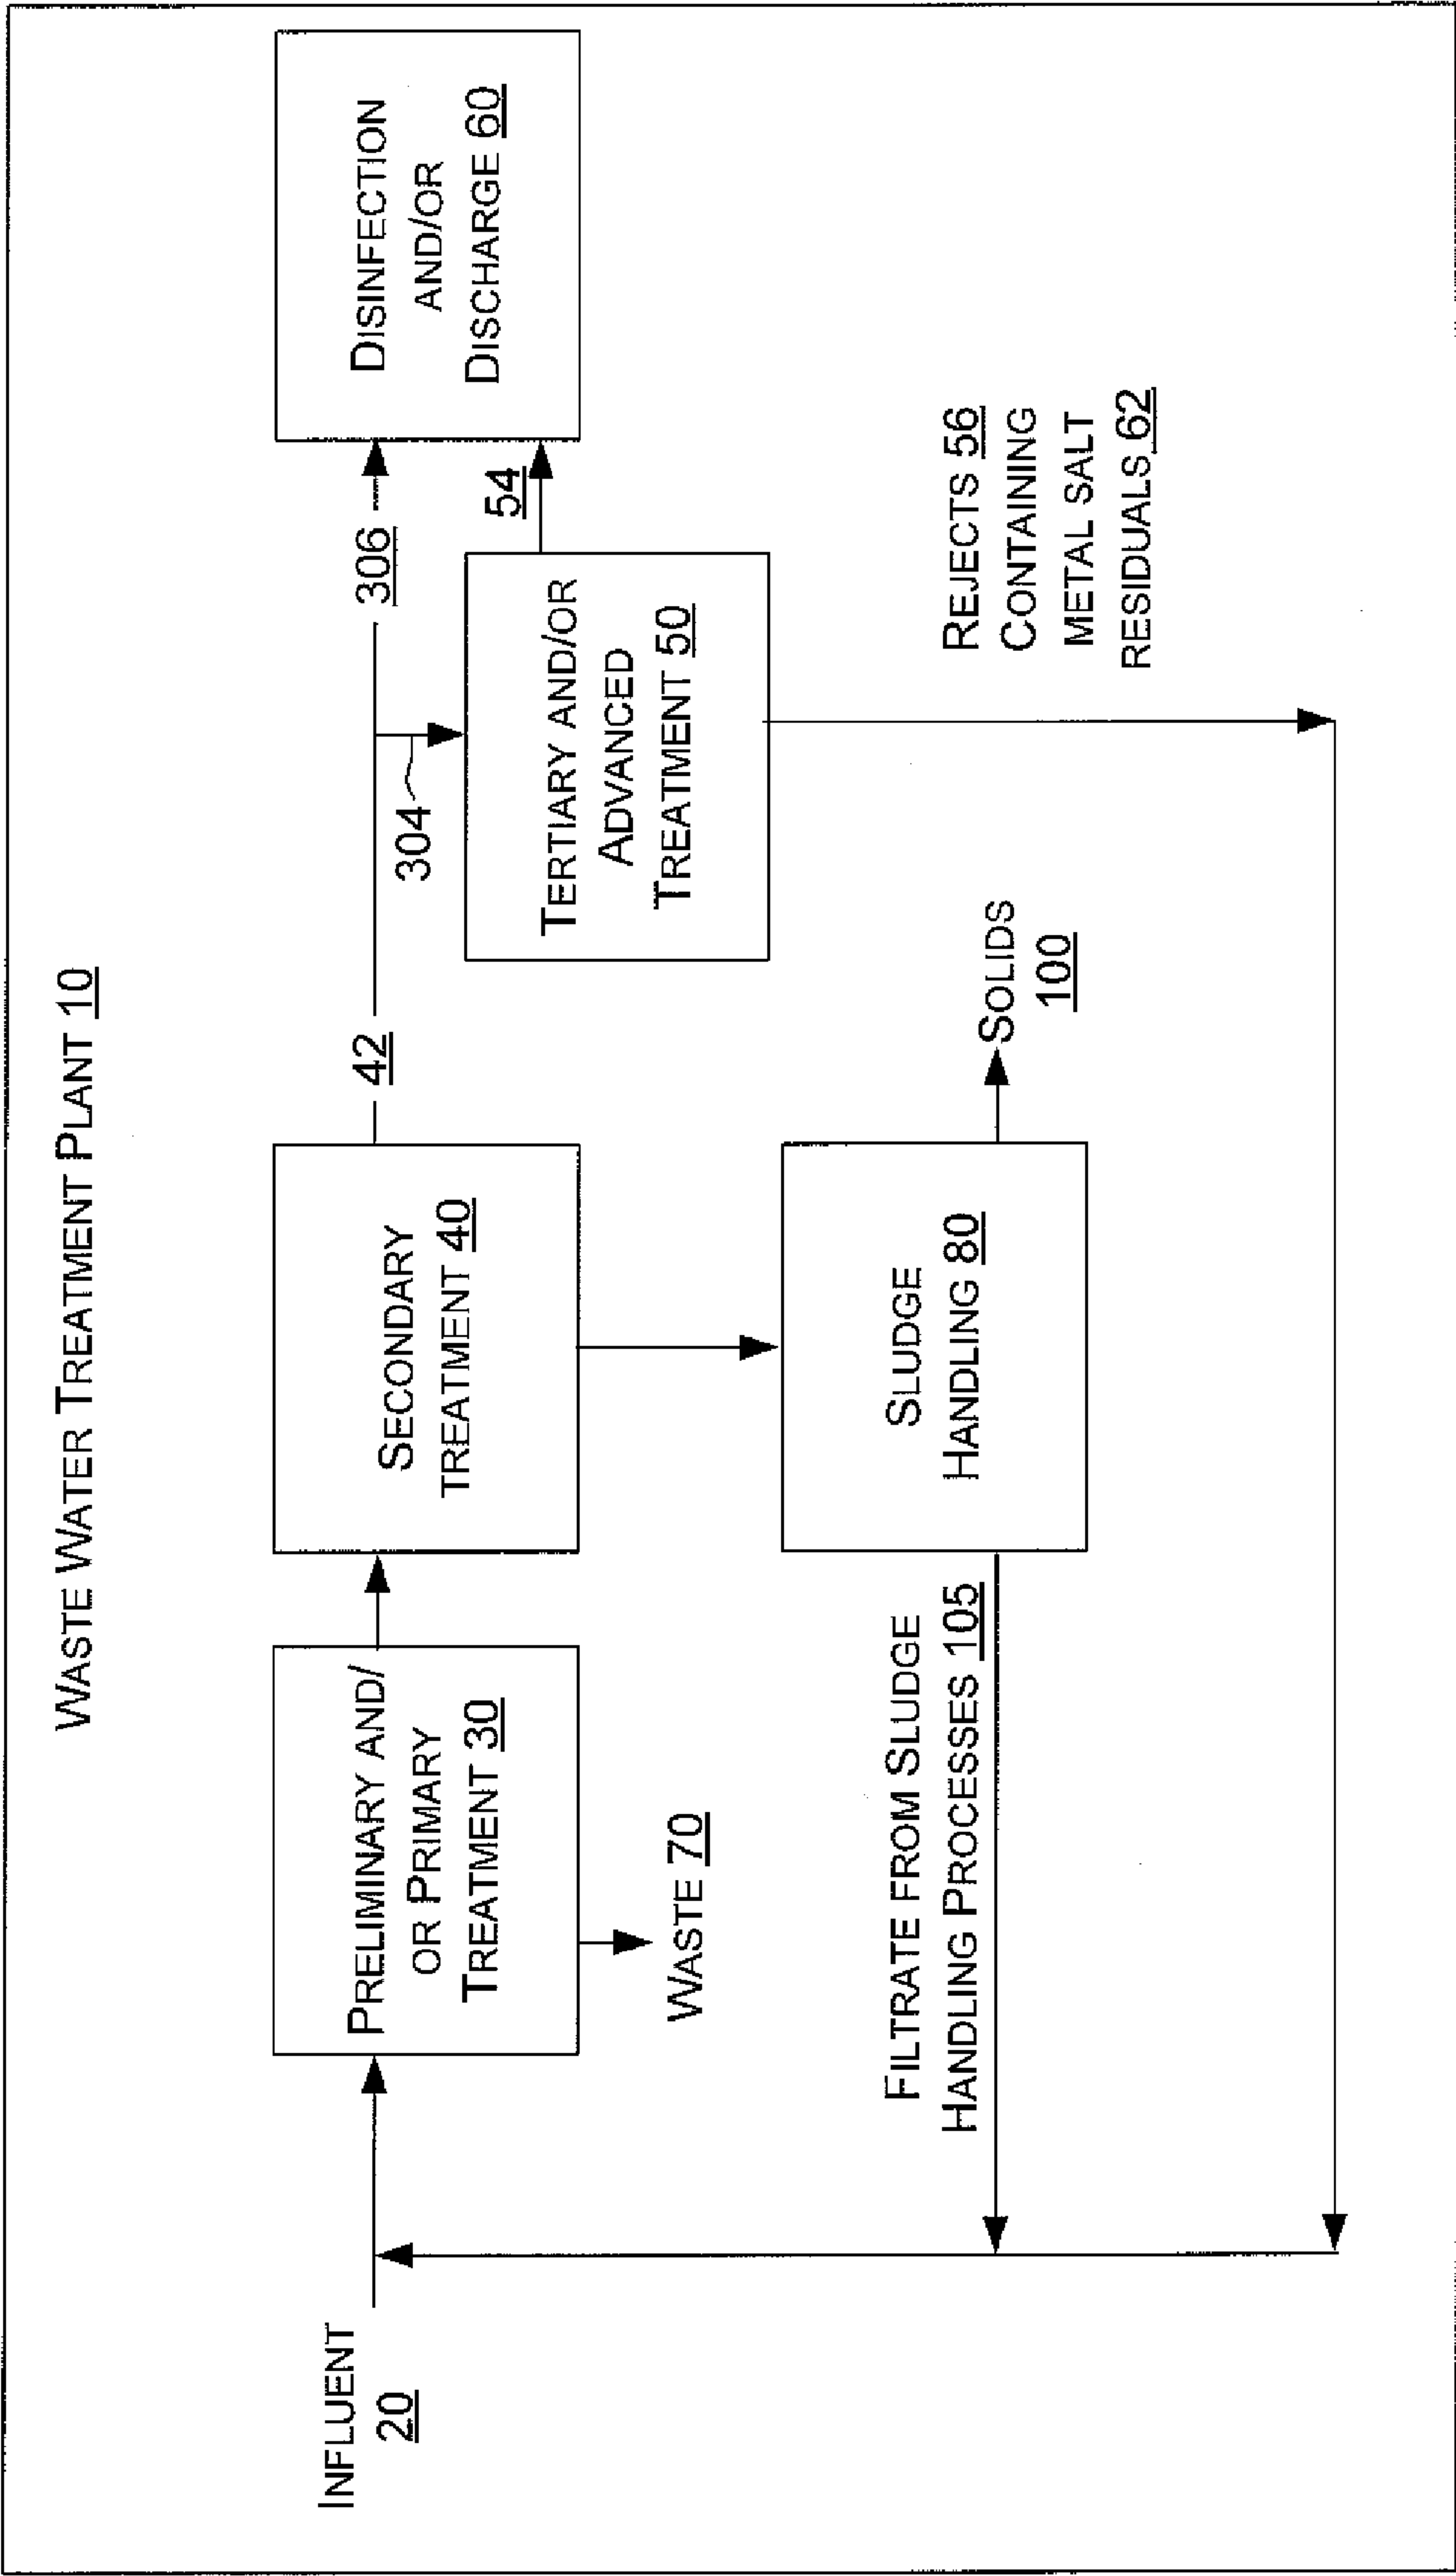 WASTE WATER TREATMENT PLANT 10
INFLUENT
20
PRELIMINARY AND/
OR PRIMARY
TREATMENT 30
WASTE 70
SECONDARY
TREATMENT 40
42
304
306
TERTIARY AND/OR
ADVANCED
TREATMENT 50
54
DISINFECTION
AND/OR
DISCHARGE 60
SLUDGE
HANDLING 80
SOLIDS
100
FILTRATE FROM SLUDGE
HANDLING PROCESSES 105
REJECTS 56
CONTAINING
METAL SALT
RESIDUALS 62